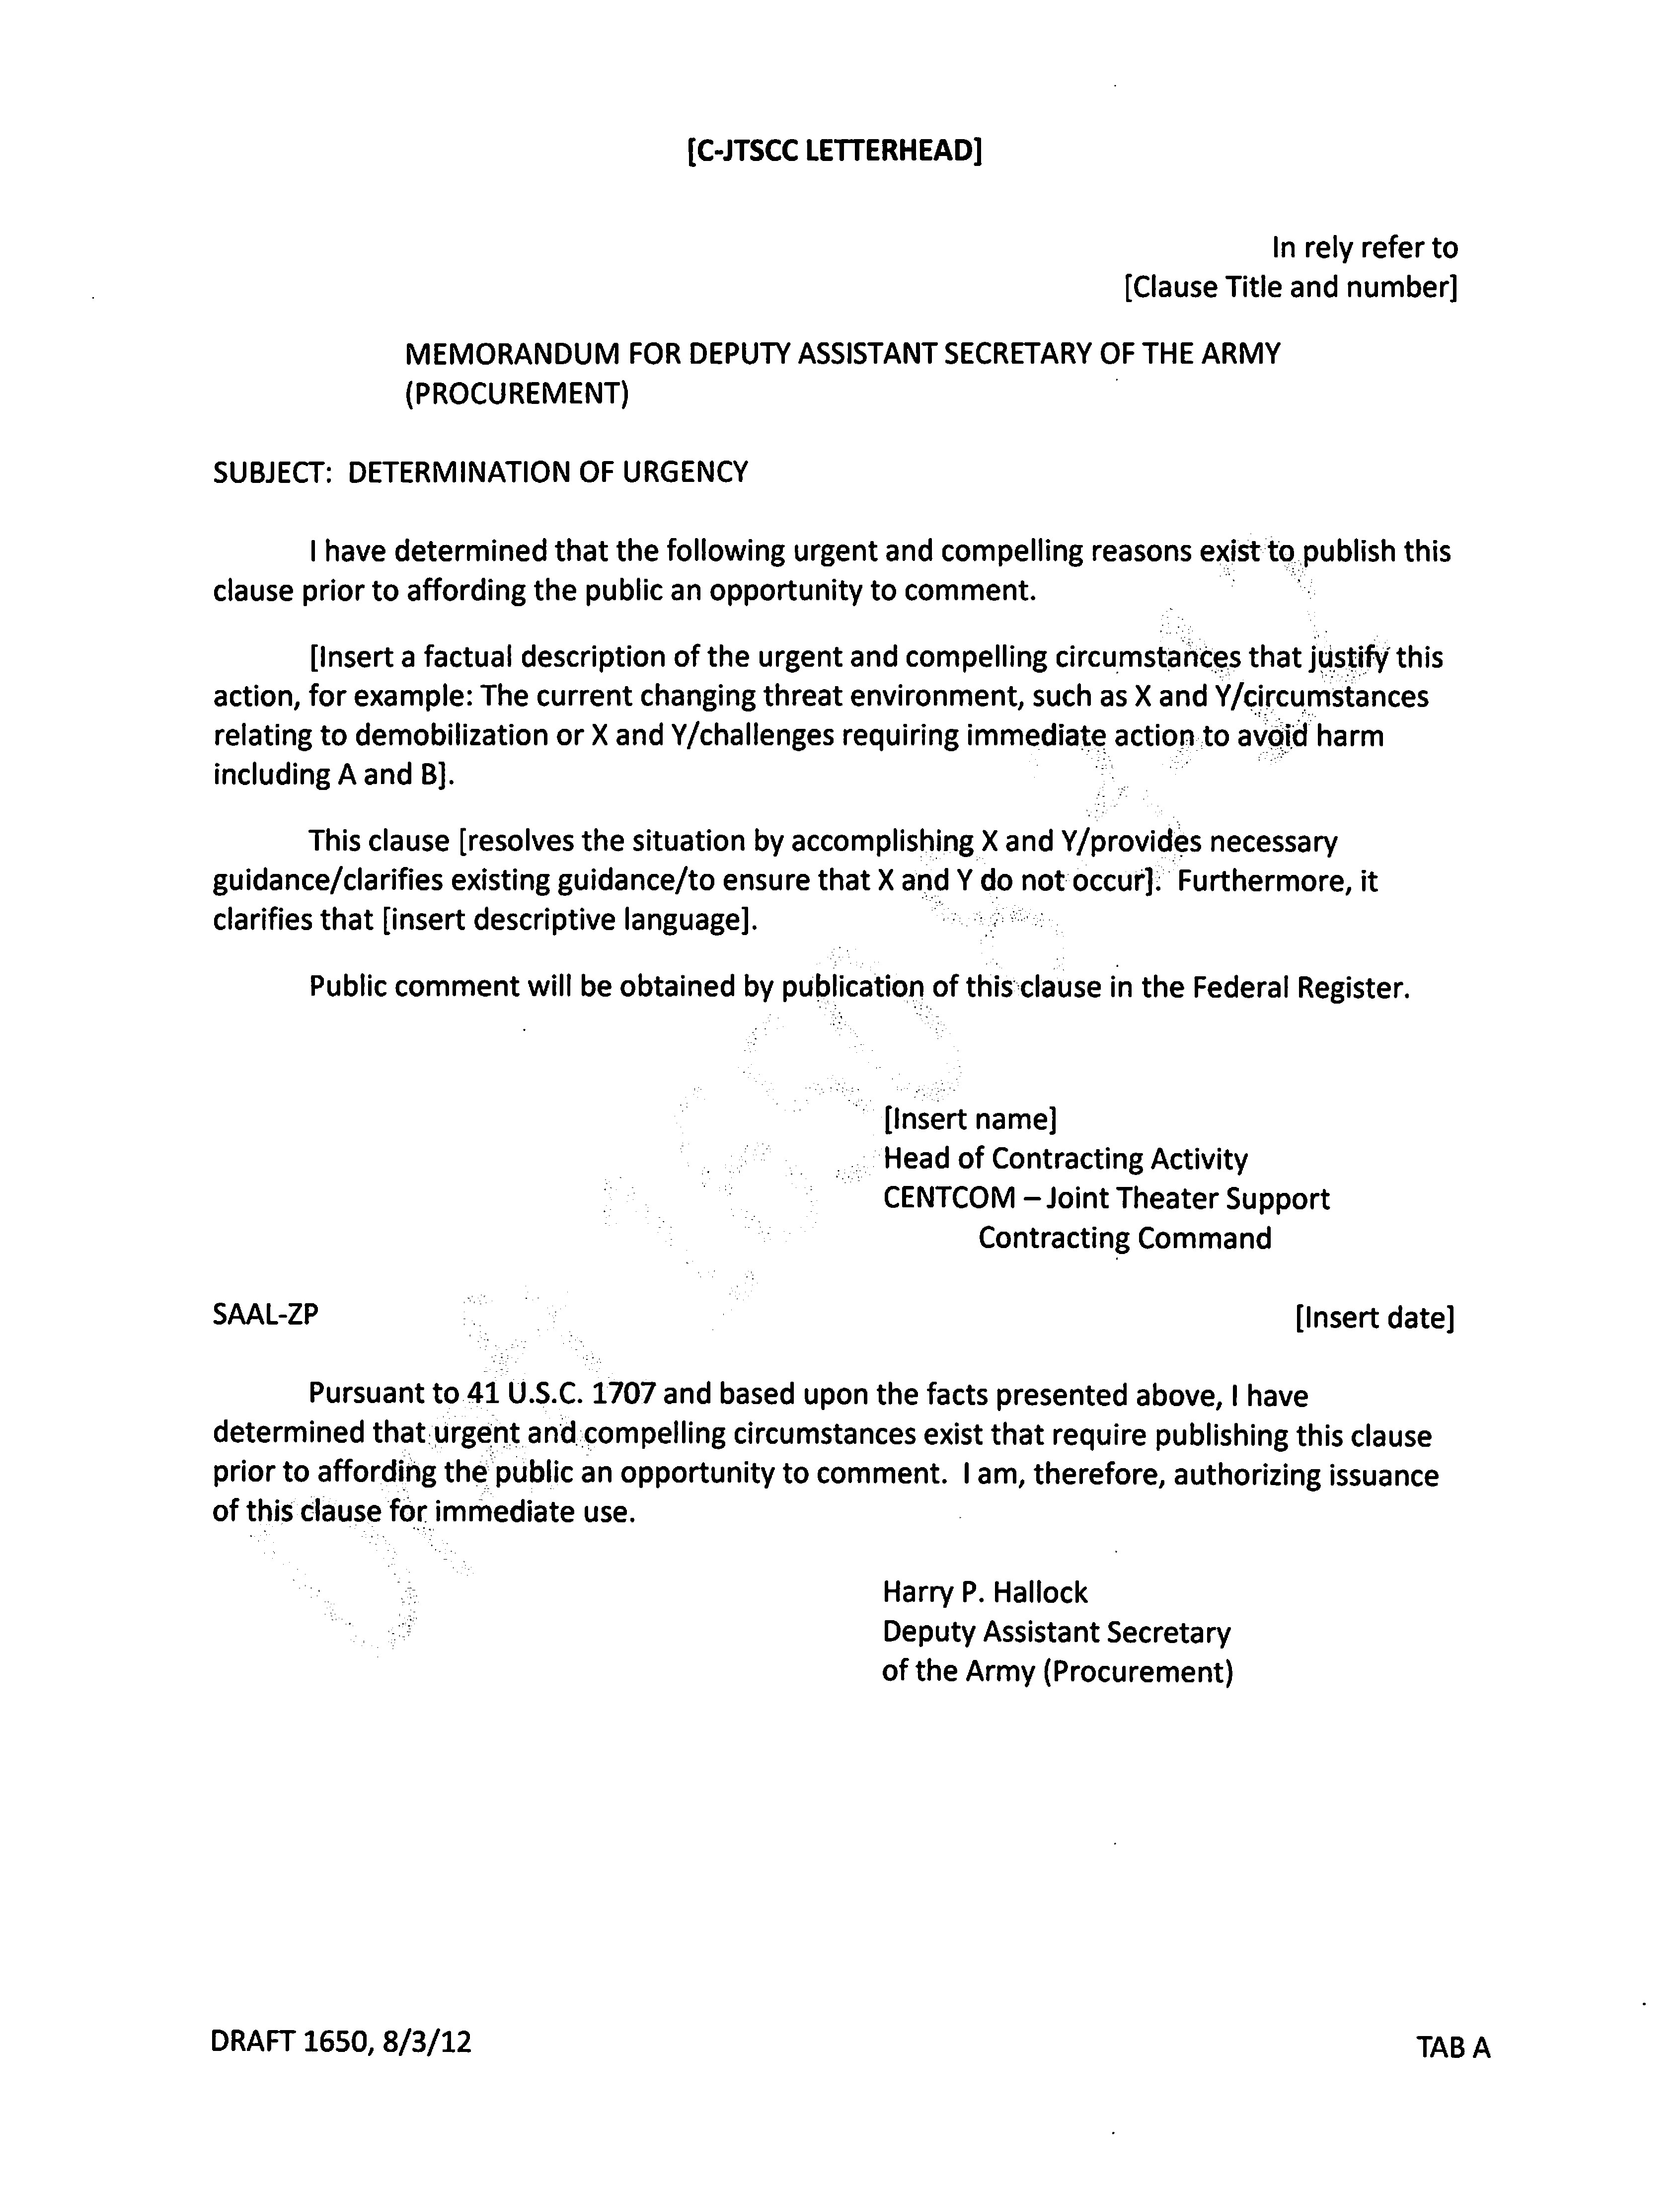 [C-JTSCC LETTERHEAD]
In rely refer to
[Clause Title and number]
MEMORANDUM FOR DEPUTY ASSISTANT SECRETARY OF THE ARMY
(PROCUREMENT)
SUBJECT: DETERMINATION OF URGENCY
I have determined that the following urgent and compelling reasons exist to publish this
clause prior to affording the public an opportunity to comment.
[Insert a factual description of the urgent and compelling circumstances that justify this
action, for example: The current changing threat environment, such as X and Y/circumstances
relating to demobilization or X and Y/challenges requiring immediate action to avoid harm
including A and B].
This clause [resolves the situation by accomplishing X and Y/provides necessary
guidance/clarifies existing guidance/to ensure that X and Y do not occur]. Furthermore, it
clarifies that [insert descriptive language].
Public comment will be obtained by publication of this clause in the Federal Register.
[Insert name]
Head of Contracting Activity
CENTCOM – Joint Theater Support
Contracting Command
SAAL-ZP [Insert date]
Pursuant to 41 U.S.C. 1707 and based upon the facts presented above, I have
determined that urgent and compelling circumstances exist that require publishing this clause
prior to affording the public an opportunity to comment. I am, therefore, authorizing issuance
of this clause for immediate use.
Harry P. Hallock
Deputy Assistant Secretary
of the Army (Procurement)
DRAFT 1650, 8/3/12 TAB A